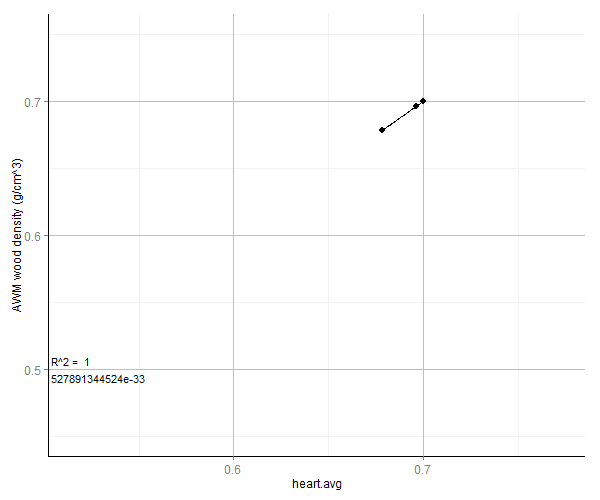 0.7
0.6
0.5
AWM wood density (g/cm^3)
R^2 = 1
527891344524e-33
0.6 0.7
heart.avg